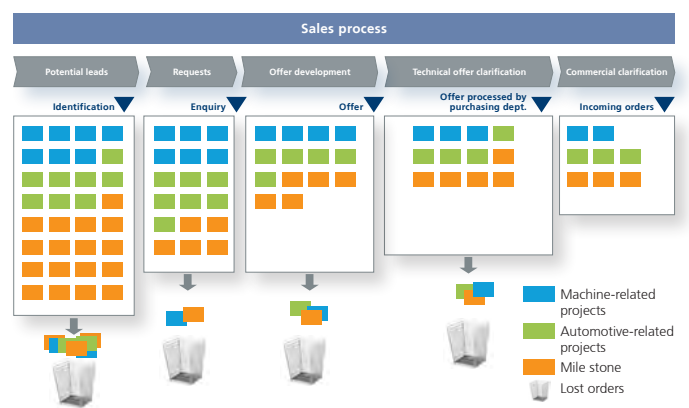 Sales process
Potential leads
Requests
Offer development
Technical offer clarification
Commercial clarification
Identification
Enquiry
Offer
Offer processed by
purchasing dept.
Incoming orders
Machine-related
projects
Automotive-related
projects
Mile stone
Lost orders